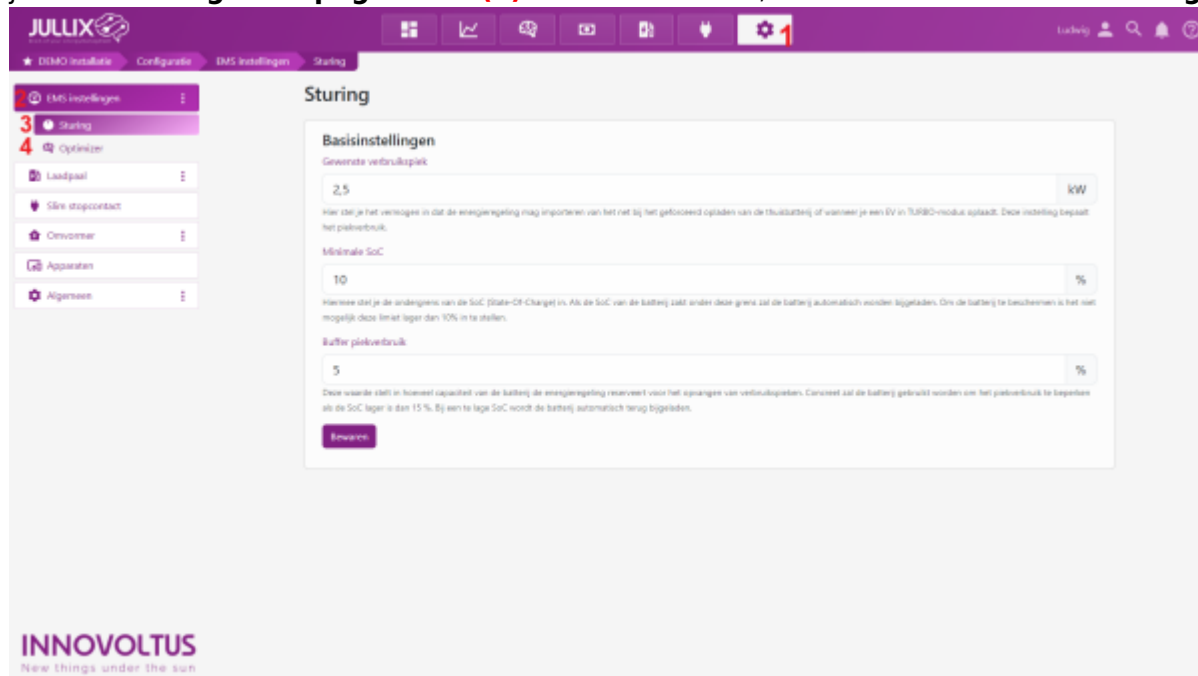 JULLIX
1
Ludwig
DEMO Installatie Configuratie EMS instellingen Sturing
2 EMS instellingen
3 Sturing
4 Optimizer
Laadpaal
Slim stopcontact
Omvormer
Apparaten
Algemeen
Sturing
Basisinstellingen
Gewenste verbruikspiek
2,5 kW
Hier stel je het vermogen in dat de energieregeling mag importeren van het net bij het geforceerd opladen van de thuisbatterij of wanneer je een EV in TURBO-modus oplaadt. Deze instelling bepaalt
het piekverbruik.
Minimale SoC
10 %
Hiermee stel je de ondergrens van de SoC (State-Of-Charge) in. Als de SoC van de batterij zakt onder deze grens zal de batterij automatisch worden bijgeladen. Om de batterij te beschermen is het niet
mogelijk deze limiet lager dan 10% in te stellen.
Buffer piekverbruik
5 %
Deze waarde stelt in hoeveel capaciteit van de batterij de energieregeling reserveert voor het opvangen van verbruikspieken. Concreet zal de batterij gebruikt worden om het piekverbruik te beperken
als de SoC lager is dan 15 %. Bij een te lage SoC wordt de batterij automatisch terug bijgeladen.
Bewaren
INNOVOLTUS
New things under the sun